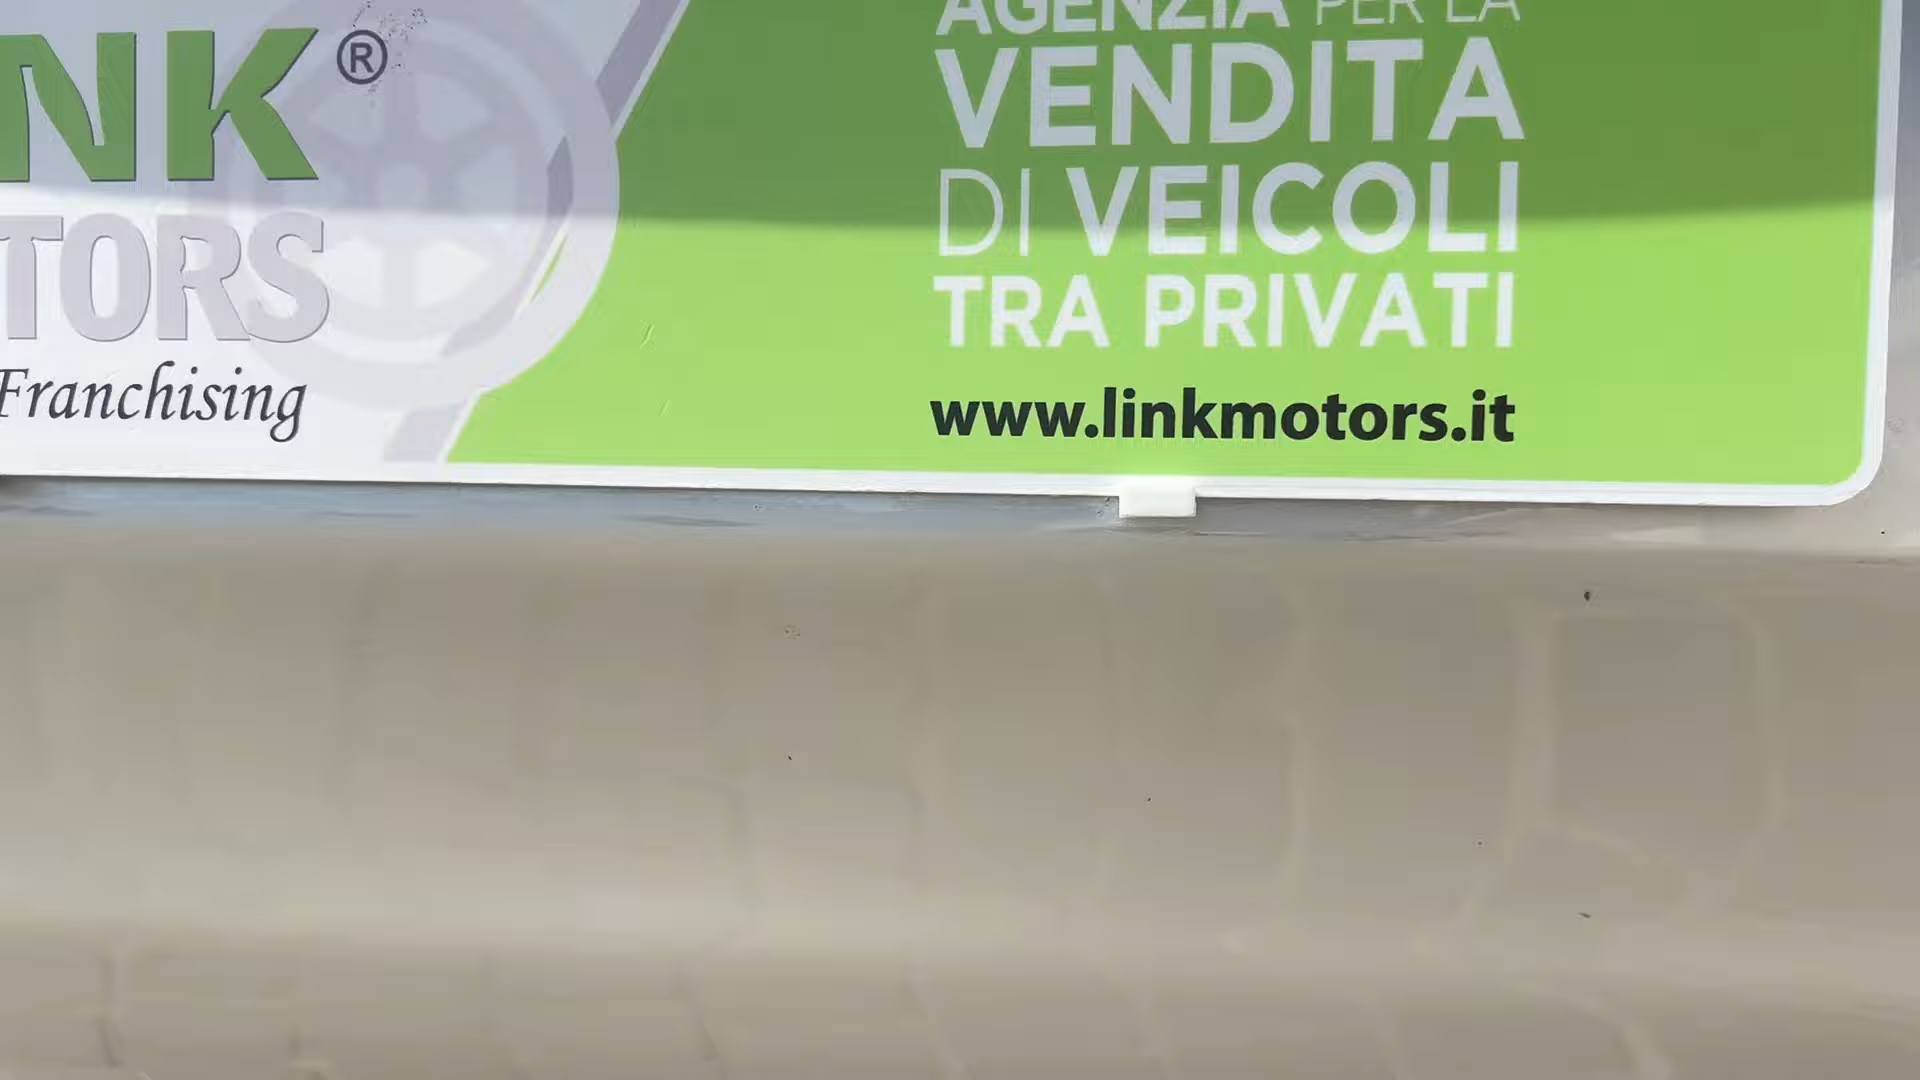 NK®
TORS
Franchising
AGENZIA PER LA
VENDITA
DI VEICOLI
TRA PRIVATI
www.linkmotors.it